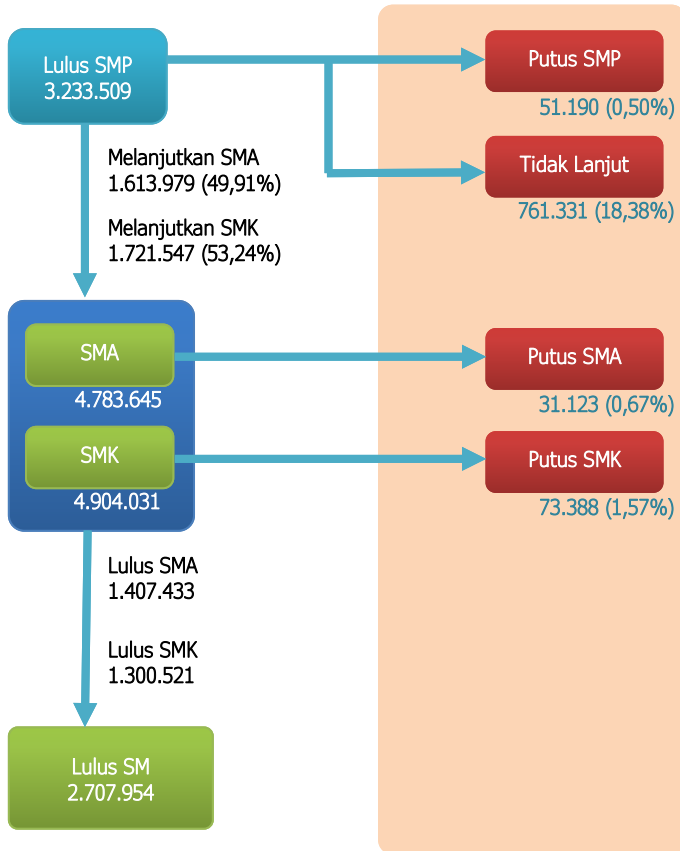 Lulus SMP
3.233.509
Putus SMP
51.190 (0,50%)
Tidak Lanjut
761.331 (18,38%)
Melanjutkan SMA
1.613.979 (49,91%)
Melanjutkan SMK
1.721.547 (53,24%)
SMA
4.783.645
Putus SMA
31.123 (0,67%)
SMK
4.904.031
Putus SMK
73.388 (1,57%)
Lulus SMA
1.407.433
Lulus SMK
1.300.521
Lulus SM
2.707.954